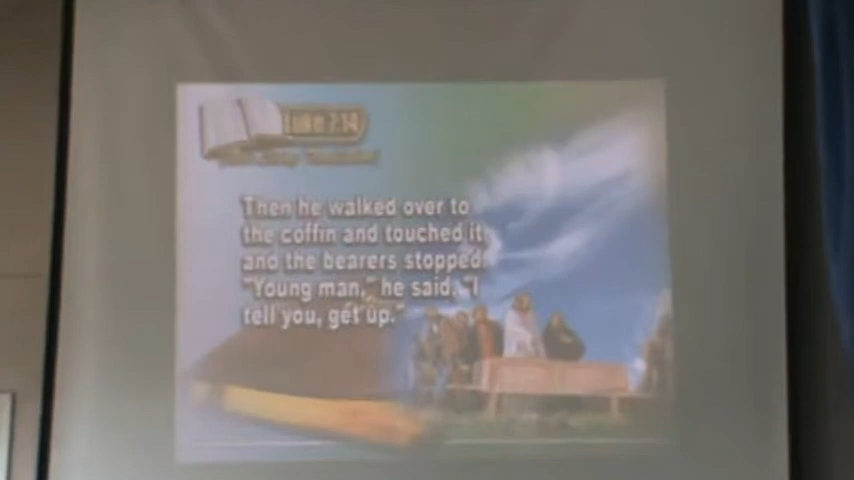 Luke 7:14
Then he walked over to
the coffin and touched it
and the bearers stopped.
"Young man," he said. "I
tell you, get up."